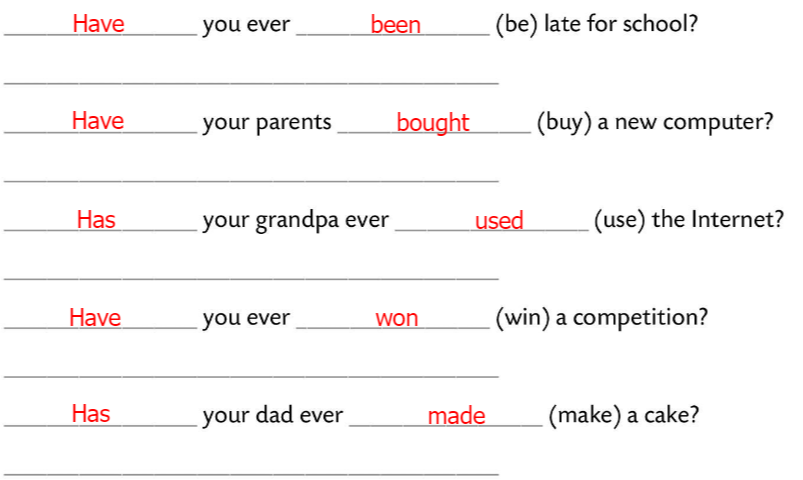 Have you ever been (be) late for school?
Have your parents bought (buy) a new computer?
Has your grandpa ever used (use) the Internet?
Have you ever won (win) a competition?
Has your dad ever made (make) a cake?